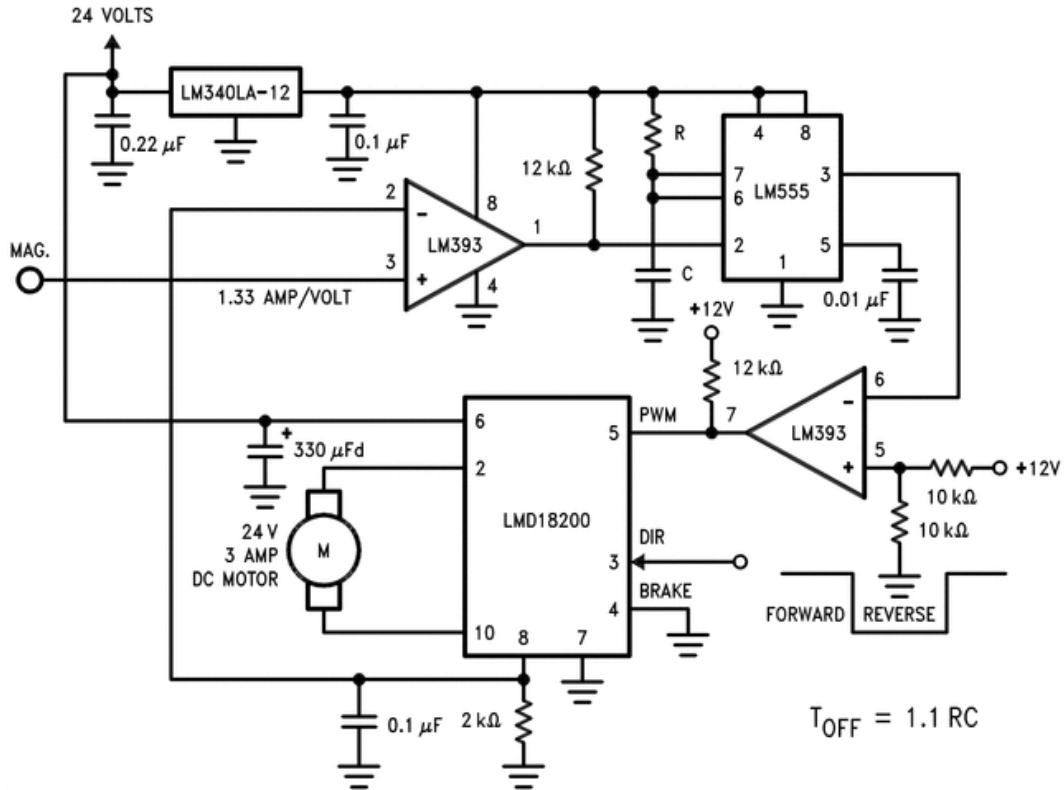 24 VOLTS
LM340LA-12
0.22 µF
0.1 µF
12 kΩ
R
4
8
7
6
LM555
3
2
5
1
C
0.01 µF
2
8
LM393
1
3
4
MAG.
1.33 AMP/VOLT
+12V
12 kΩ
6
PWM
7
LM393
5
+12V
10 kΩ
10 kΩ
6
5
330 µFd
2
LMD18200
24 V
3 AMP
DC MOTOR
M
DIR
3
BRAKE
4
FORWARD
REVERSE
10
8
7
0.1 µF
2 kΩ
T_OFF = 1.1 RC